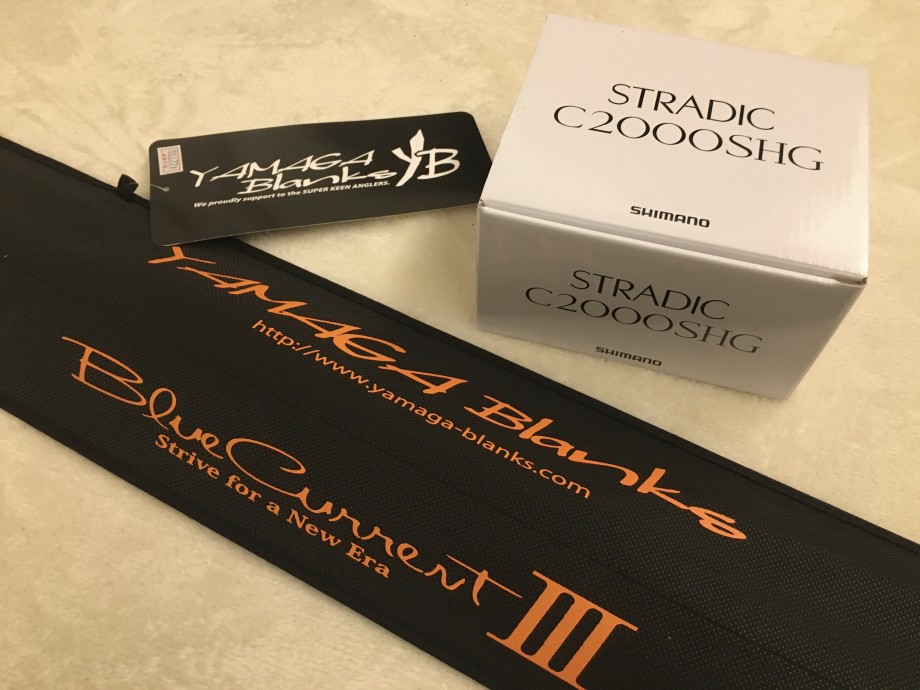 STRADIC
C2000SHG
SHIMANO
STRADIC
C2000SHG
SHIMANO
YAMAGA
Blanks
YB
We proudly support to the SUPER KEEN ANGLERS.
YAMAGA Blanks
http://www.yamaga-blanks.com
BlueCurrent III
Strive for a New Era